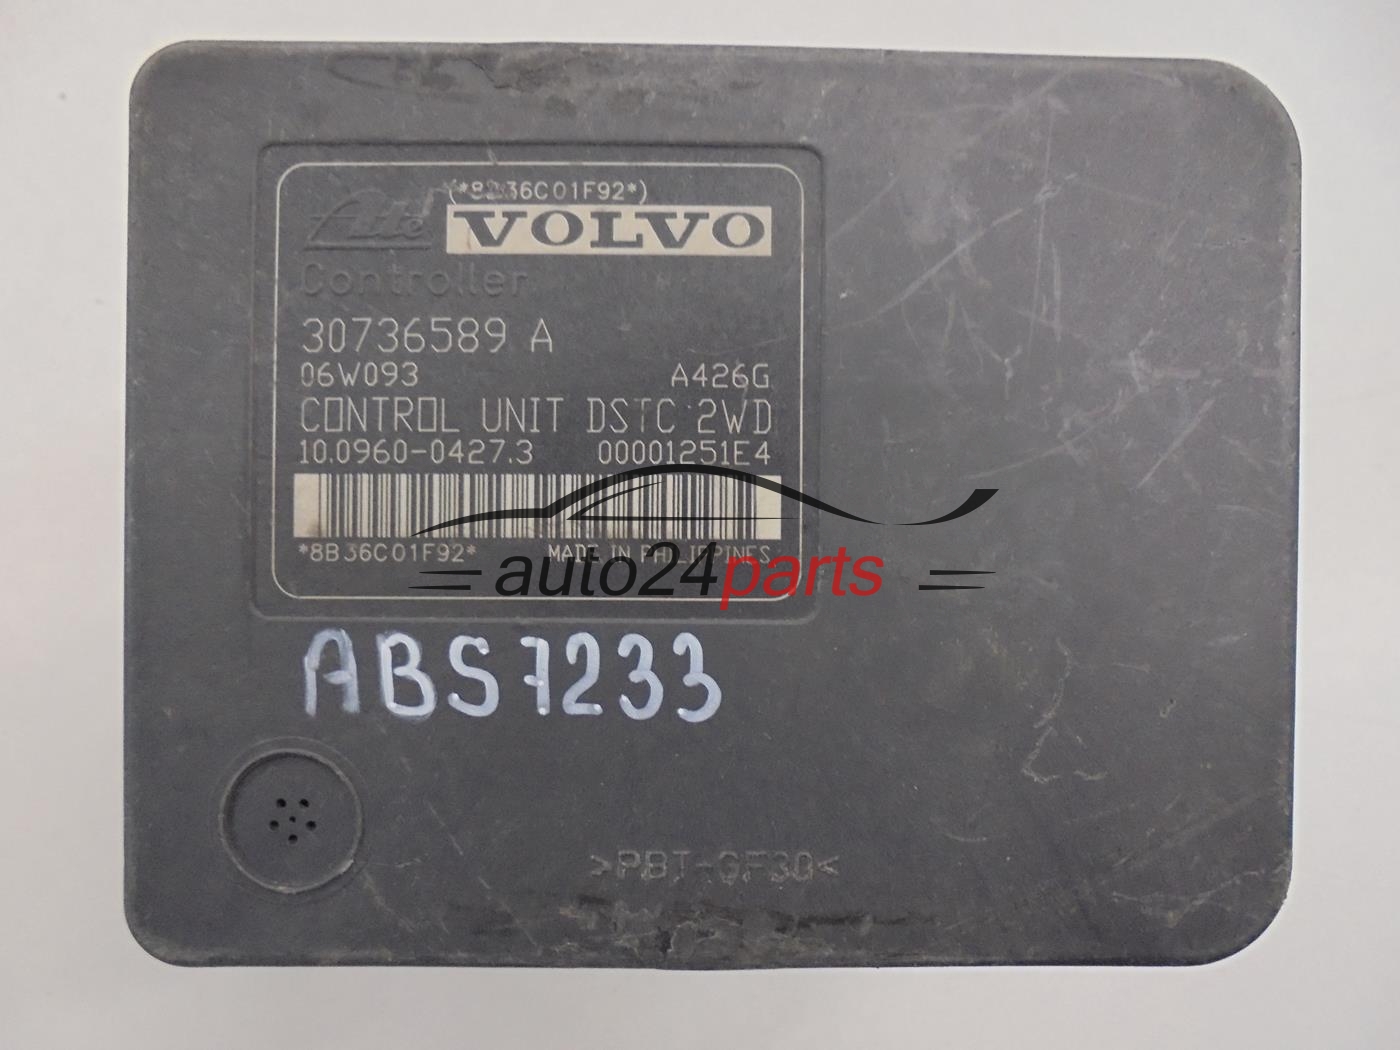 (*8B36C01F92*)
Ate VOLVO
Controller
30736589 A
06W093 A426G
CONTROL UNIT DSTC 2WD
10.0960-0427.3 00001251E4
*8B36C01F92* MADE IN PHILIPPINES
auto24parts
ABS7233
>PBT-GF30<